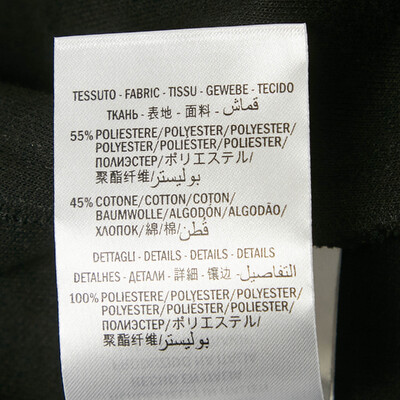 TESSUTO - FABRIC - TISSU - GEWEBE - TECIDO
ТКАНЬ - 表地 - 面料 - قماش
55% POLIESTERE/POLYESTER/POLYESTER/
POLYESTER/POLIÉSTER/POLIESTER/
ПОЛИЭСТЕР/ポリエステル/
聚酯纤维/بوليستر
45% COTONE/COTTON/COTON/
BAUMWOLLE/ALGODÓN/ALGODÃO/
ХЛОПОК/綿/棉/قطن
DETTAGLI - DETAILS - DETAILS - DETAILS
DETALHES - ДЕТАЛИ - 詳細 - 镶边 - التفاصيل
100% POLIESTERE/POLYESTER/POLYESTER/
POLYESTER/POLIÉSTER/POLIESTER/
ПОЛИЭСТЕР/ポリエステル/
聚酯纤维/بوليستر